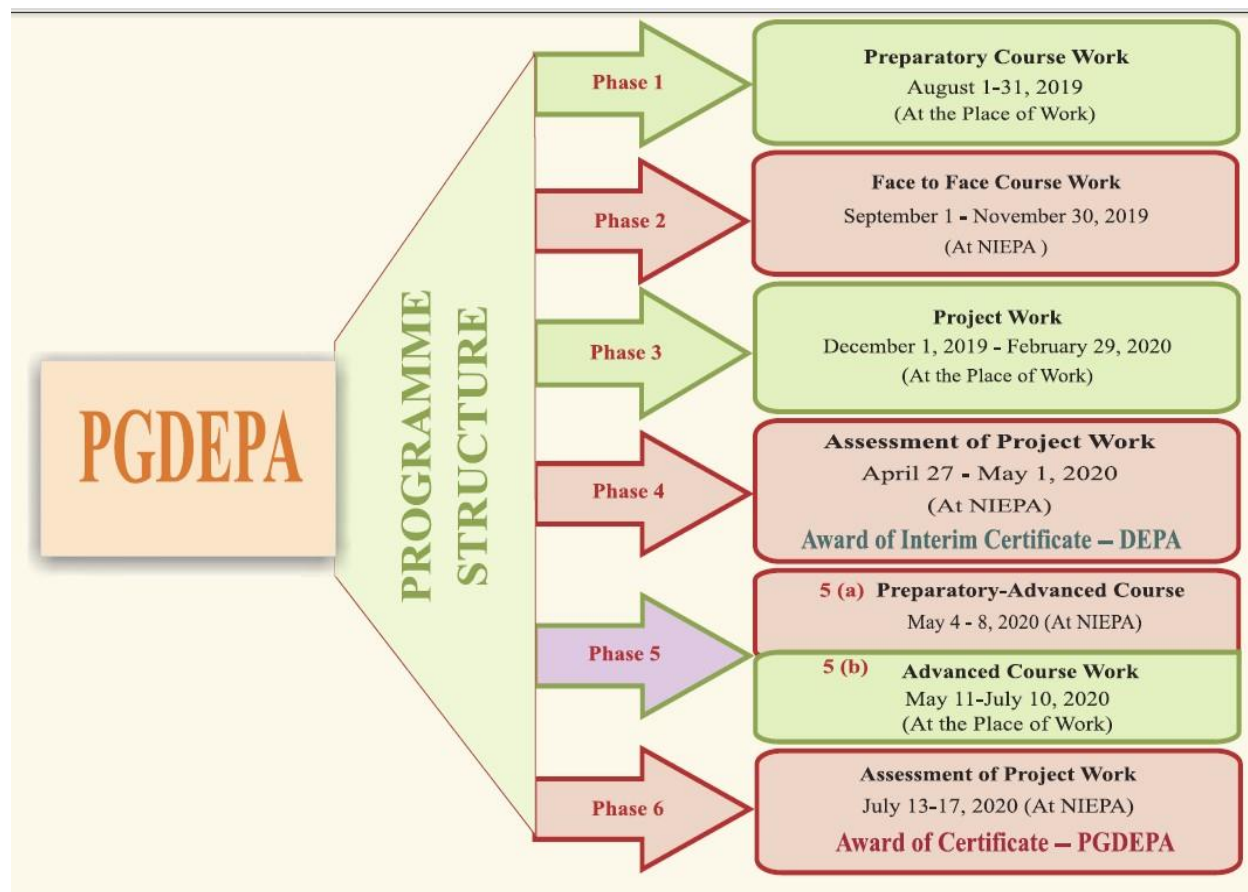 PGDEPA
PROGRAMME
STRUCTURE
Phase 1
Preparatory Course Work
August 1-31, 2019
(At the Place of Work)
Phase 2
Face to Face Course Work
September 1 - November 30, 2019
(At NIEPA )
Phase 3
Project Work
December 1, 2019 - February 29, 2020
(At the Place of Work)
Phase 4
Assessment of Project Work
April 27 - May 1, 2020
(At NIEPA)
Award of Interim Certificate – DEPA
Phase 5
5 (a) Preparatory-Advanced Course
May 4 - 8, 2020 (At NIEPA)
5 (b) Advanced Course Work
May 11-July 10, 2020
(At the Place of Work)
Phase 6
Assessment of Project Work
July 13-17, 2020 (At NIEPA)
Award of Certificate – PGDEPA